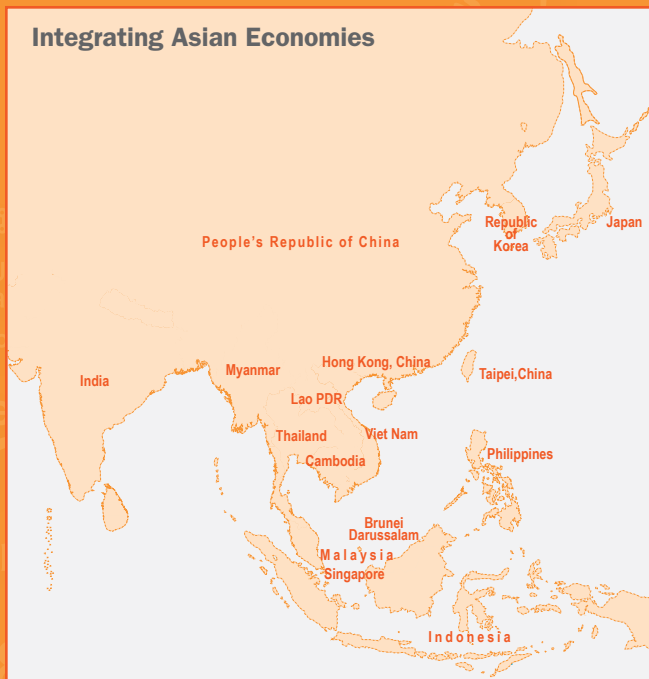 Integrating Asian Economies
Republic
of
Korea
Japan
People's Republic of China
Hong Kong, China
Myanmar
India
Taipei,China
Lao PDR
Thailand
Viet Nam
Philippines
Cambodia
Brunei
Darussalam
Malaysia
Singapore
Indonesia